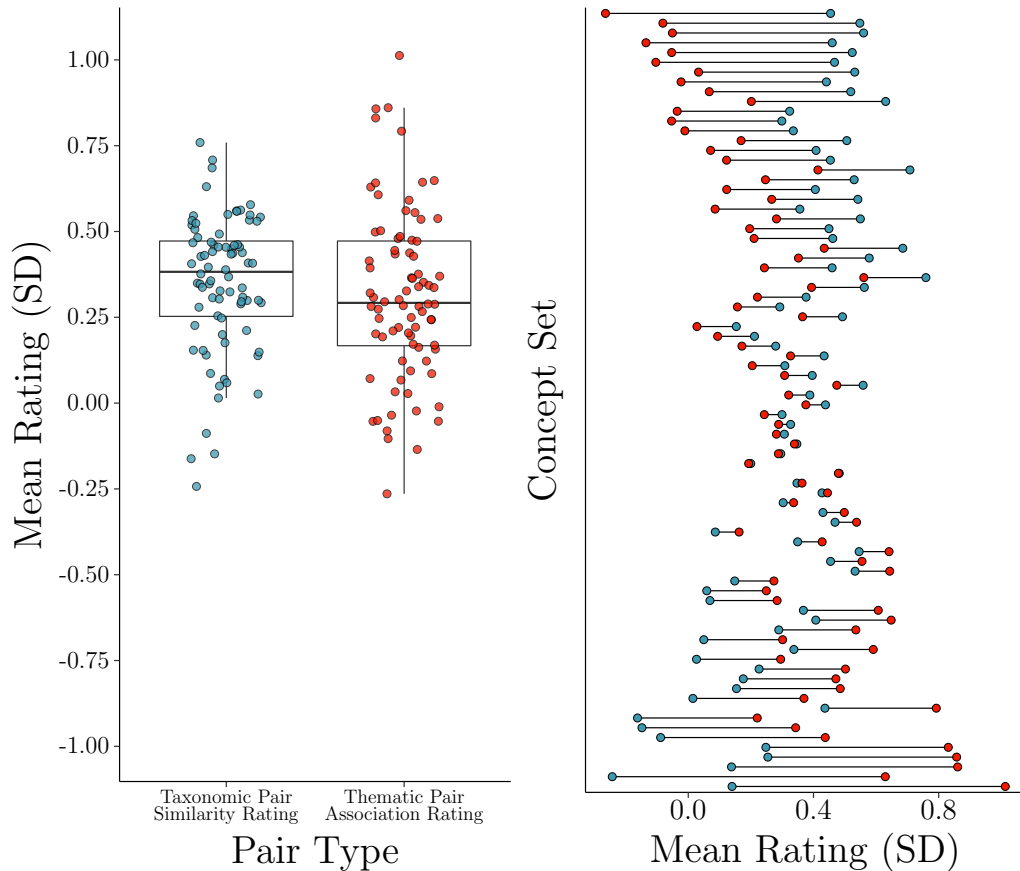 Mean Rating (SD)
1.00
0.75
0.50
0.25
0.00
-0.25
-0.50
-0.75
-1.00
Taxonomic Pair
Similarity Rating
Thematic Pair
Association Rating
Pair Type
Concept Set
0.0
0.4
0.8
Mean Rating (SD)